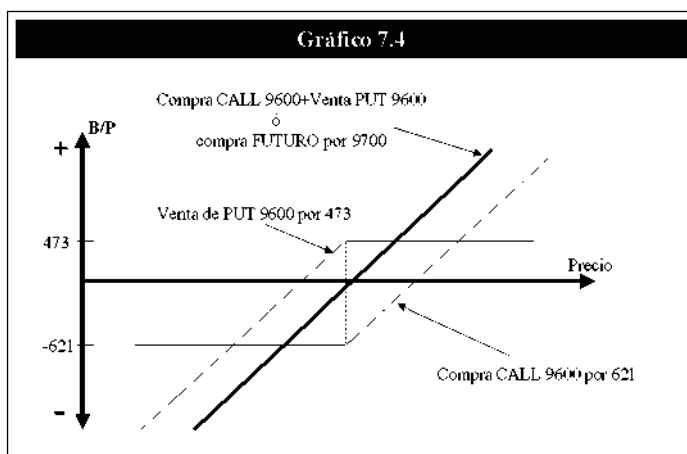 Gráfico 7.4
Compra CALL 9600+Venta PUT 9600
ó
compra FUTURO por 9700
B/P
+
Venta de PUT 9600 por 473
473
Precio
-621
Compra CALL 9600 por 621
–